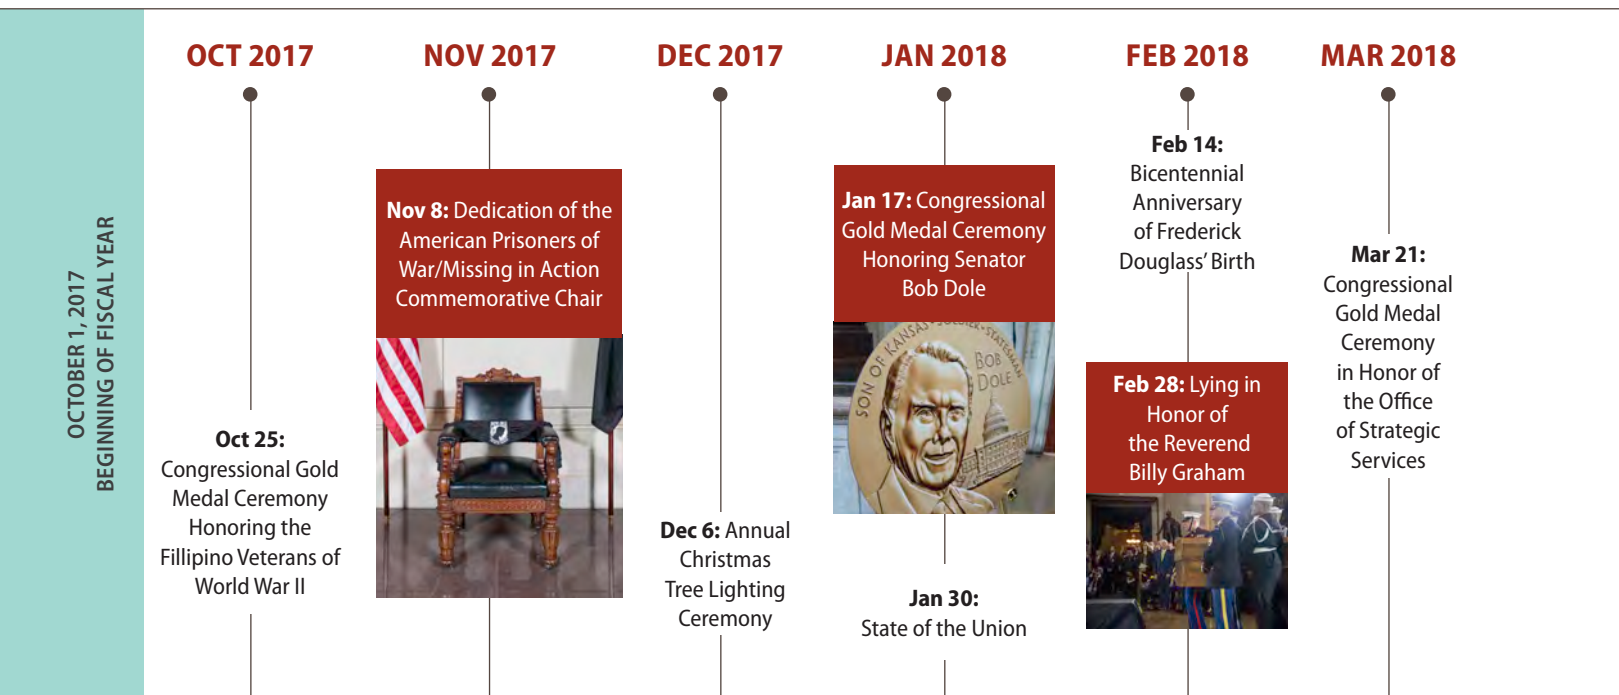 OCTOBER 1, 2017
BEGINNING OF FISCAL YEAR
OCT 2017
Oct 25:
Congressional Gold
Medal Ceremony
Honoring the
Fillipino Veterans of
World War II
NOV 2017
Nov 8: Dedication of the
American Prisoners of
War/Missing in Action
Commemorative Chair
DEC 2017
Dec 6: Annual
Christmas
Tree Lighting
Ceremony
JAN 2018
Jan 17: Congressional
Gold Medal Ceremony
Honoring Senator
Bob Dole
SON OF KANSAS • SOLDIER • STATESMAN
BOB
DOLE
Jan 30:
State of the Union
FEB 2018
Feb 14:
Bicentennial
Anniversary
of Frederick
Douglass’ Birth
Feb 28: Lying in
Honor of
the Reverend
Billy Graham
MAR 2018
Mar 21:
Congressional
Gold Medal
Ceremony
in Honor of
the Office
of Strategic
Services